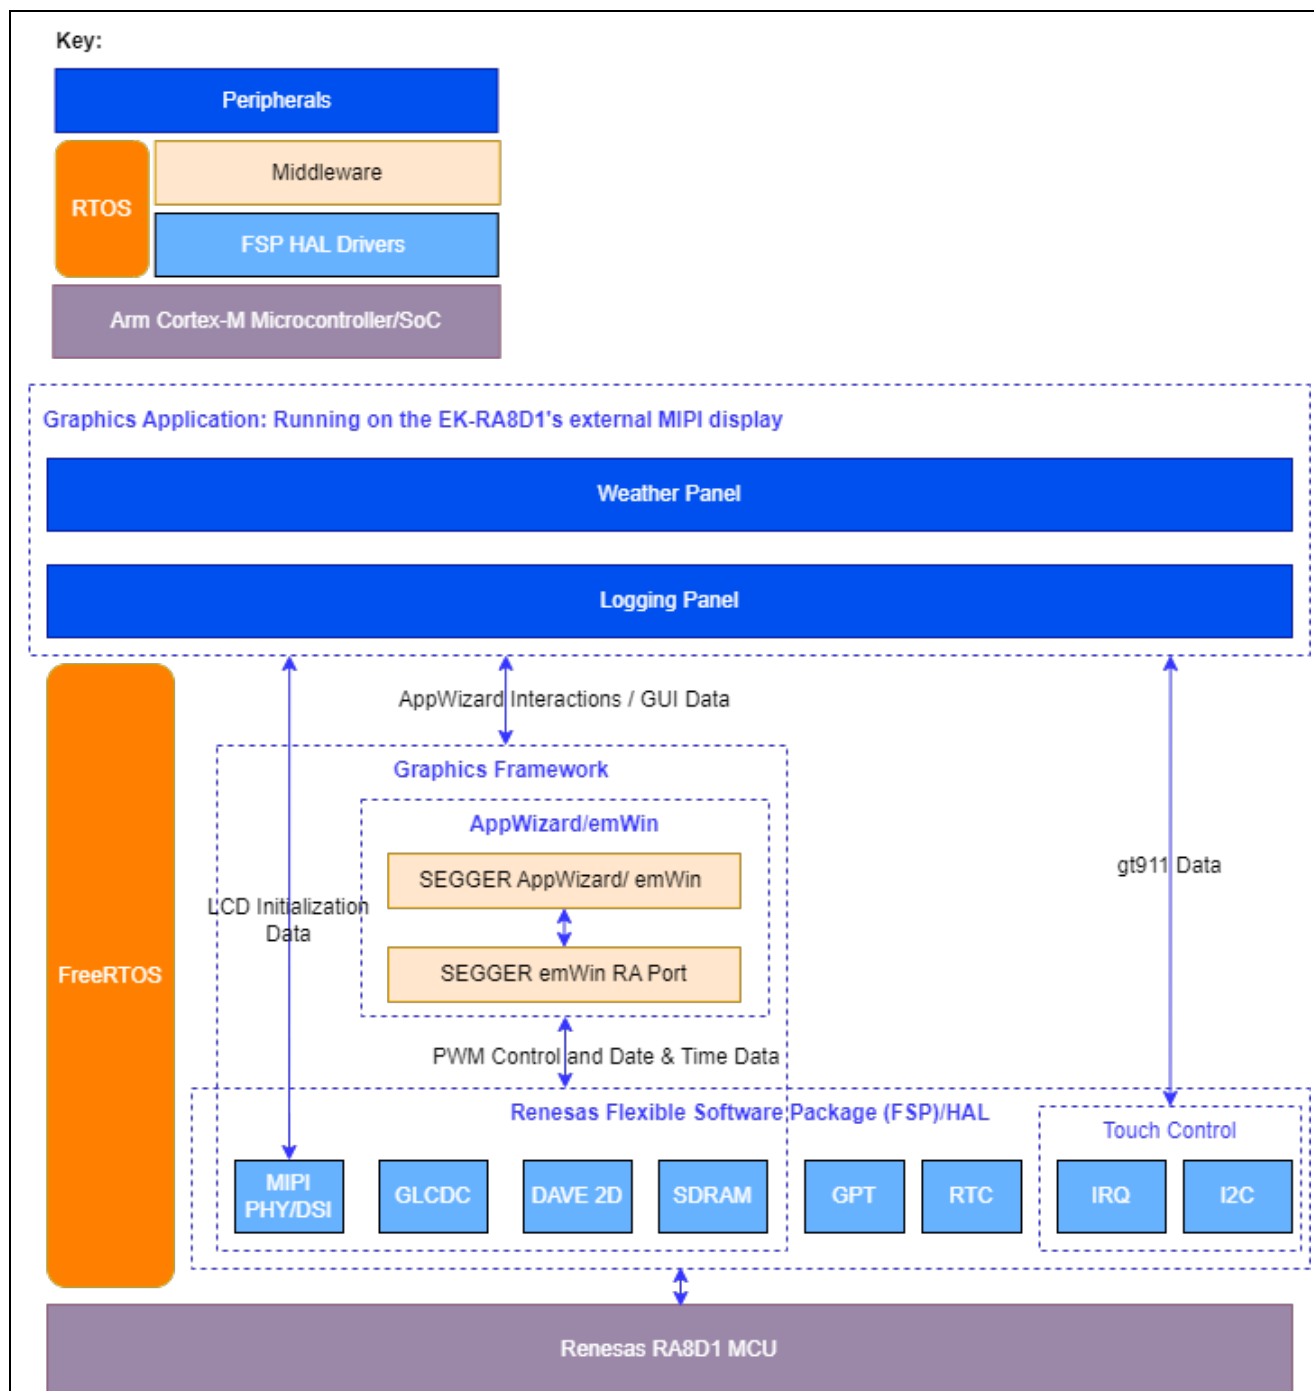 Key:
Peripherals
RTOS
Middleware
FSP HAL Drivers
Arm Cortex-M Microcontroller/SoC
Graphics Application: Running on the EK-RA8D1's external MIPI display
Weather Panel
Logging Panel
AppWizard Interactions / GUI Data
Graphics Framework
AppWizard/emWin
SEGGER AppWizard/ emWin
gt911 Data
LCD Initialization
Data
SEGGER emWin RA Port
FreeRTOS
PWM Control and Date & Time Data
Renesas Flexible Software Package (FSP)/HAL
Touch Control
MIPI
PHY/DSI
GLCDC
DAVE 2D
SDRAM
GPT
RTC
IRQ
I2C
Renesas RA8D1 MCU